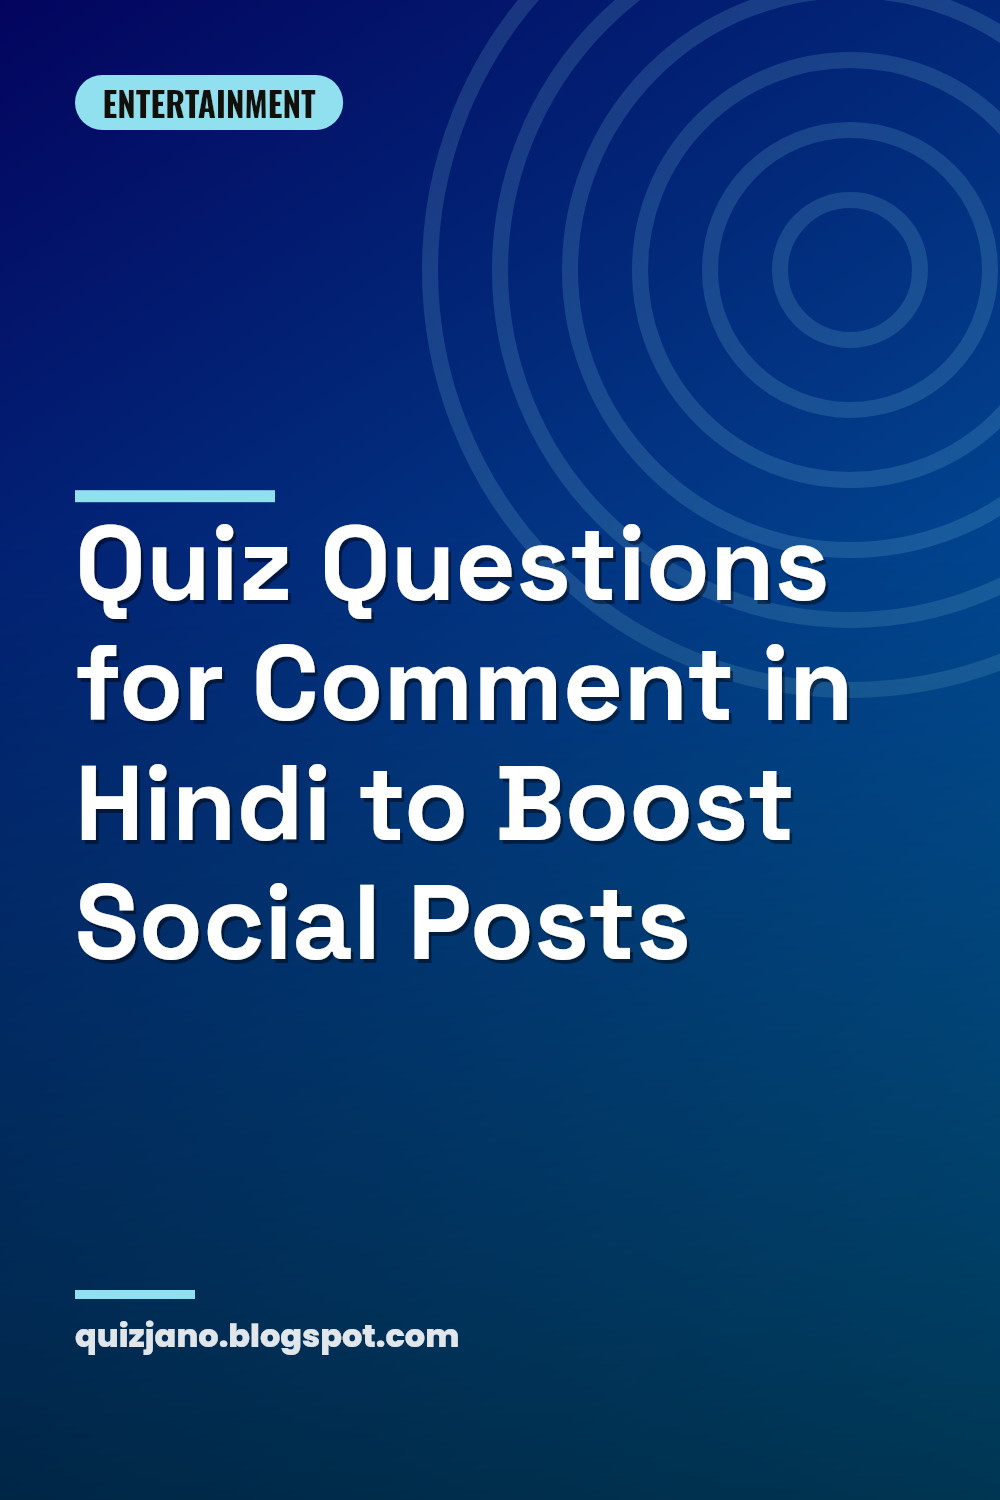 ENTERTAINMENT
Quiz Questions
for Comment in
Hindi to Boost
Social Posts
quizjano.blogspot.com